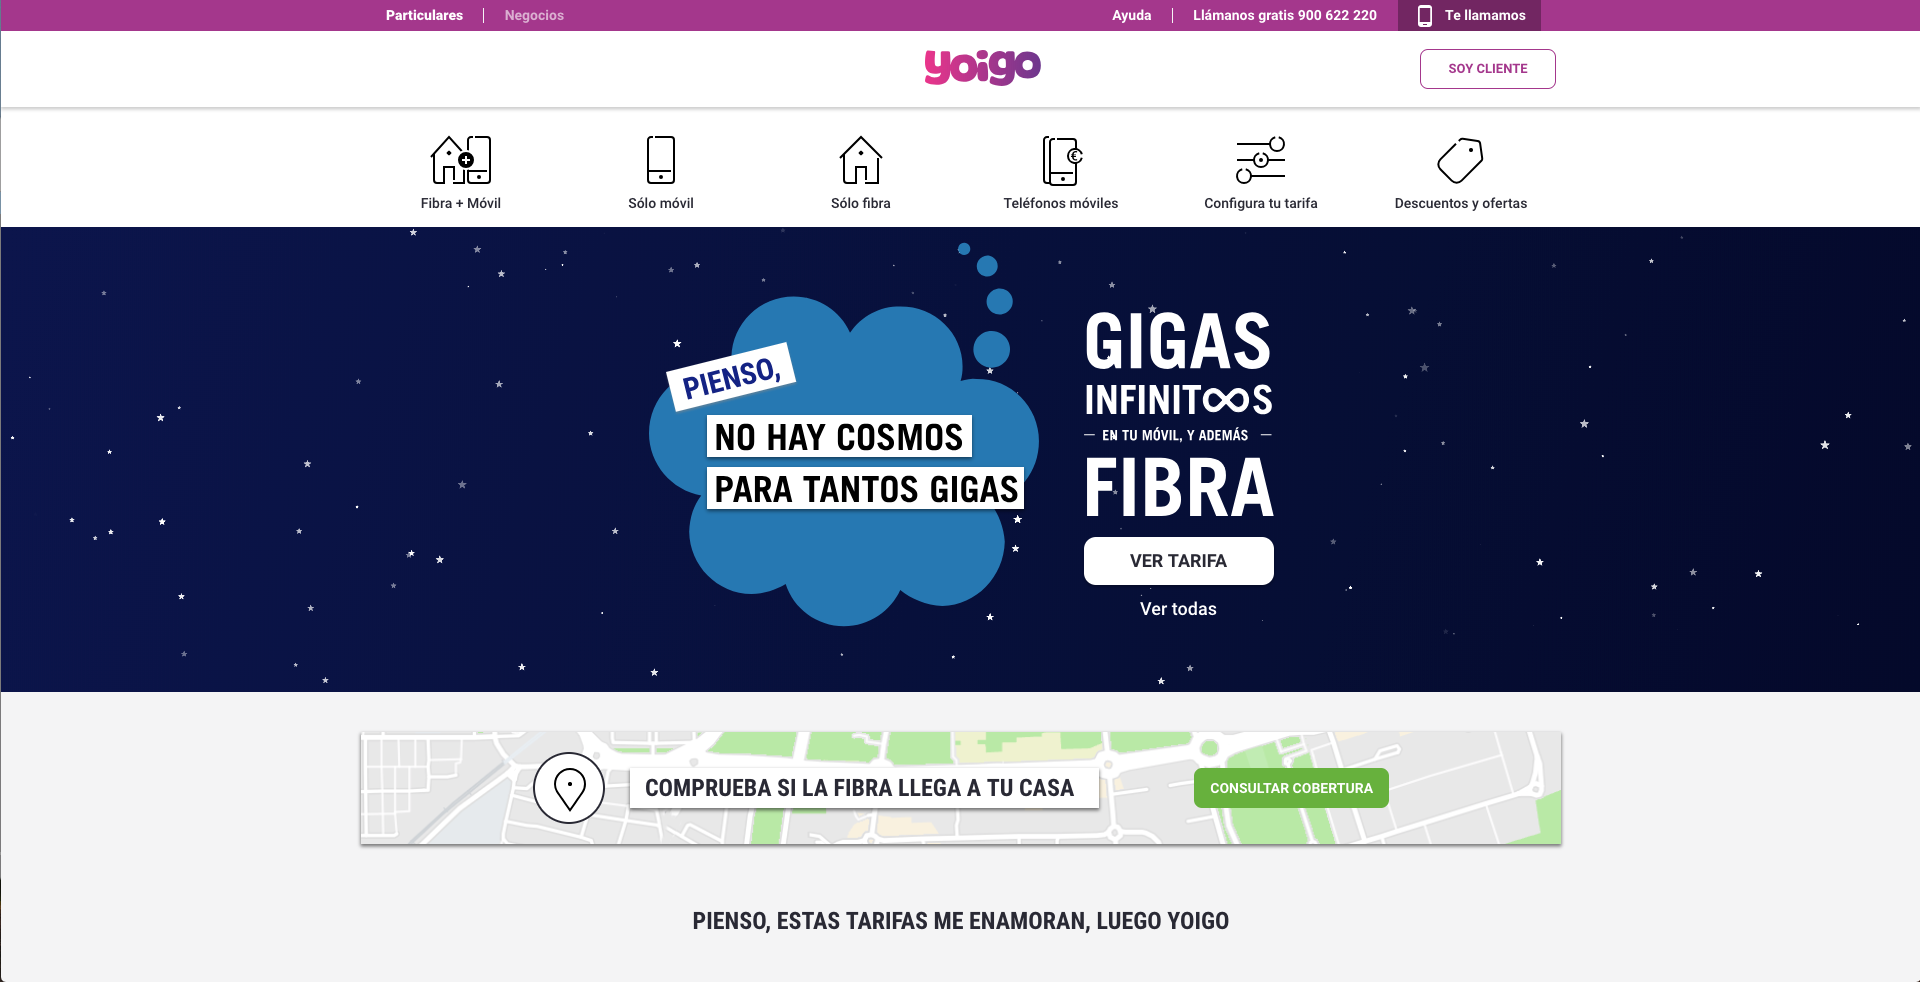 Particulares
Negocios
Ayuda
Llámanos gratis 900 622 220
Te llamamos
yoigo
SOY CLIENTE
Fibra + Móvil
Sólo móvil
Sólo fibra
Teléfonos móviles
Configura tu tarifa
Descuentos y ofertas
PIENSO,
NO HAY COSMOS
PARA TANTOS GIGAS
GIGAS
INFINIT∞S
— EN TU MÓVIL, Y ADEMÁS —
FIBRA
VER TARIFA
Ver todas
COMPRUEBA SI LA FIBRA LLEGA A TU CASA
CONSULTAR COBERTURA
PIENSO, ESTAS TARIFAS ME ENAMORAN, LUEGO YOIGO